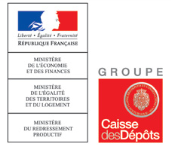 Liberté • Égalité • Fraternité
RÉPUBLIQUE FRANÇAISE
MINISTÈRE
DE L'ÉCONOMIE
ET DES FINANCES
MINISTÈRE
DE L'ÉGALITÉ
DES TERRITOIRES
ET DU LOGEMENT
MINISTÈRE
DU REDRESSEMENT
PRODUCTIF
GROUPE
Caisse
desDépôts